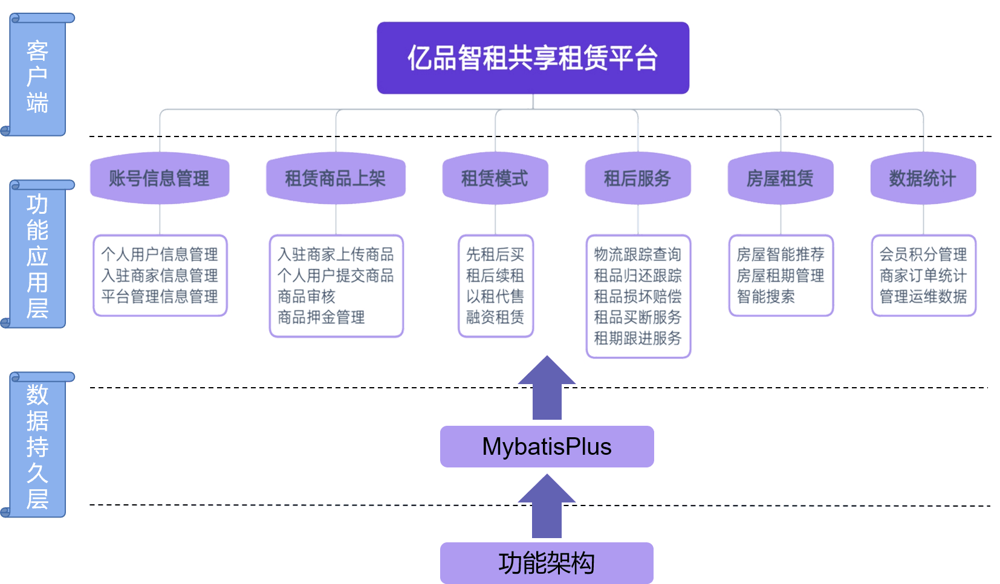 客户端
亿品智租共享租赁平台
功能应用层
账号信息管理
个人用户信息管理
入驻商家信息管理
平台管理信息管理
租赁商品上架
入驻商家上传商品
个人用户提交商品
商品审核
商品押金管理
租赁模式
先租后买
租后续租
以租代售
融资租赁
租后服务
物流跟踪查询
租品归还跟踪
租品损坏赔偿
租品买断服务
租期跟进服务
房屋租赁
房屋智能推荐
房屋租期管理
智能搜索
数据统计
会员积分管理
商家订单统计
管理运维数据
数据持久层
MybatisPlus
功能架构